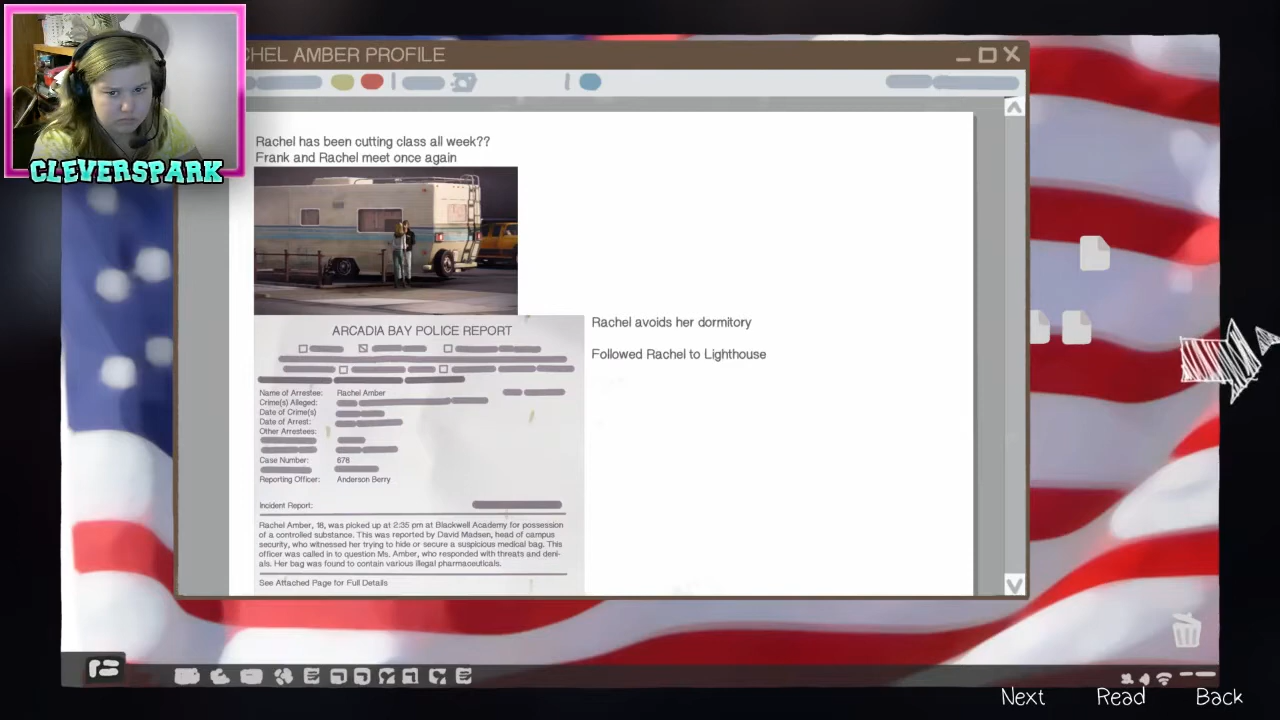 CHEL AMBER PROFILE
CLEVERSPARK
Rachel has been cutting class all week??
Frank and Rachel meet once again
ARCADIA BAY POLICE REPORT
Name of Arrestee: Rachel Amber
Crime(s) Alleged:
Date of Crime(s)
Date of Arrest:
Other Arrestees:
Case Number: 678
Reporting Officer: Anderson Berry
Incident Report:
Rachel Amber, 18, was picked up at 2:35 pm at Blackwell Academy for possession
of a controlled substance. This was reported by David Madsen, head of campus
security, who witnessed her trying to hide or secure a suspicious medical bag. This
officer was called in to question Ms. Amber, who responded with threats and deni-
als. Her bag was found to contain various illegal pharmaceuticals.
See Attached Page for Full Details
Rachel avoids her dormitory
Followed Rachel to Lighthouse
Next Read Back